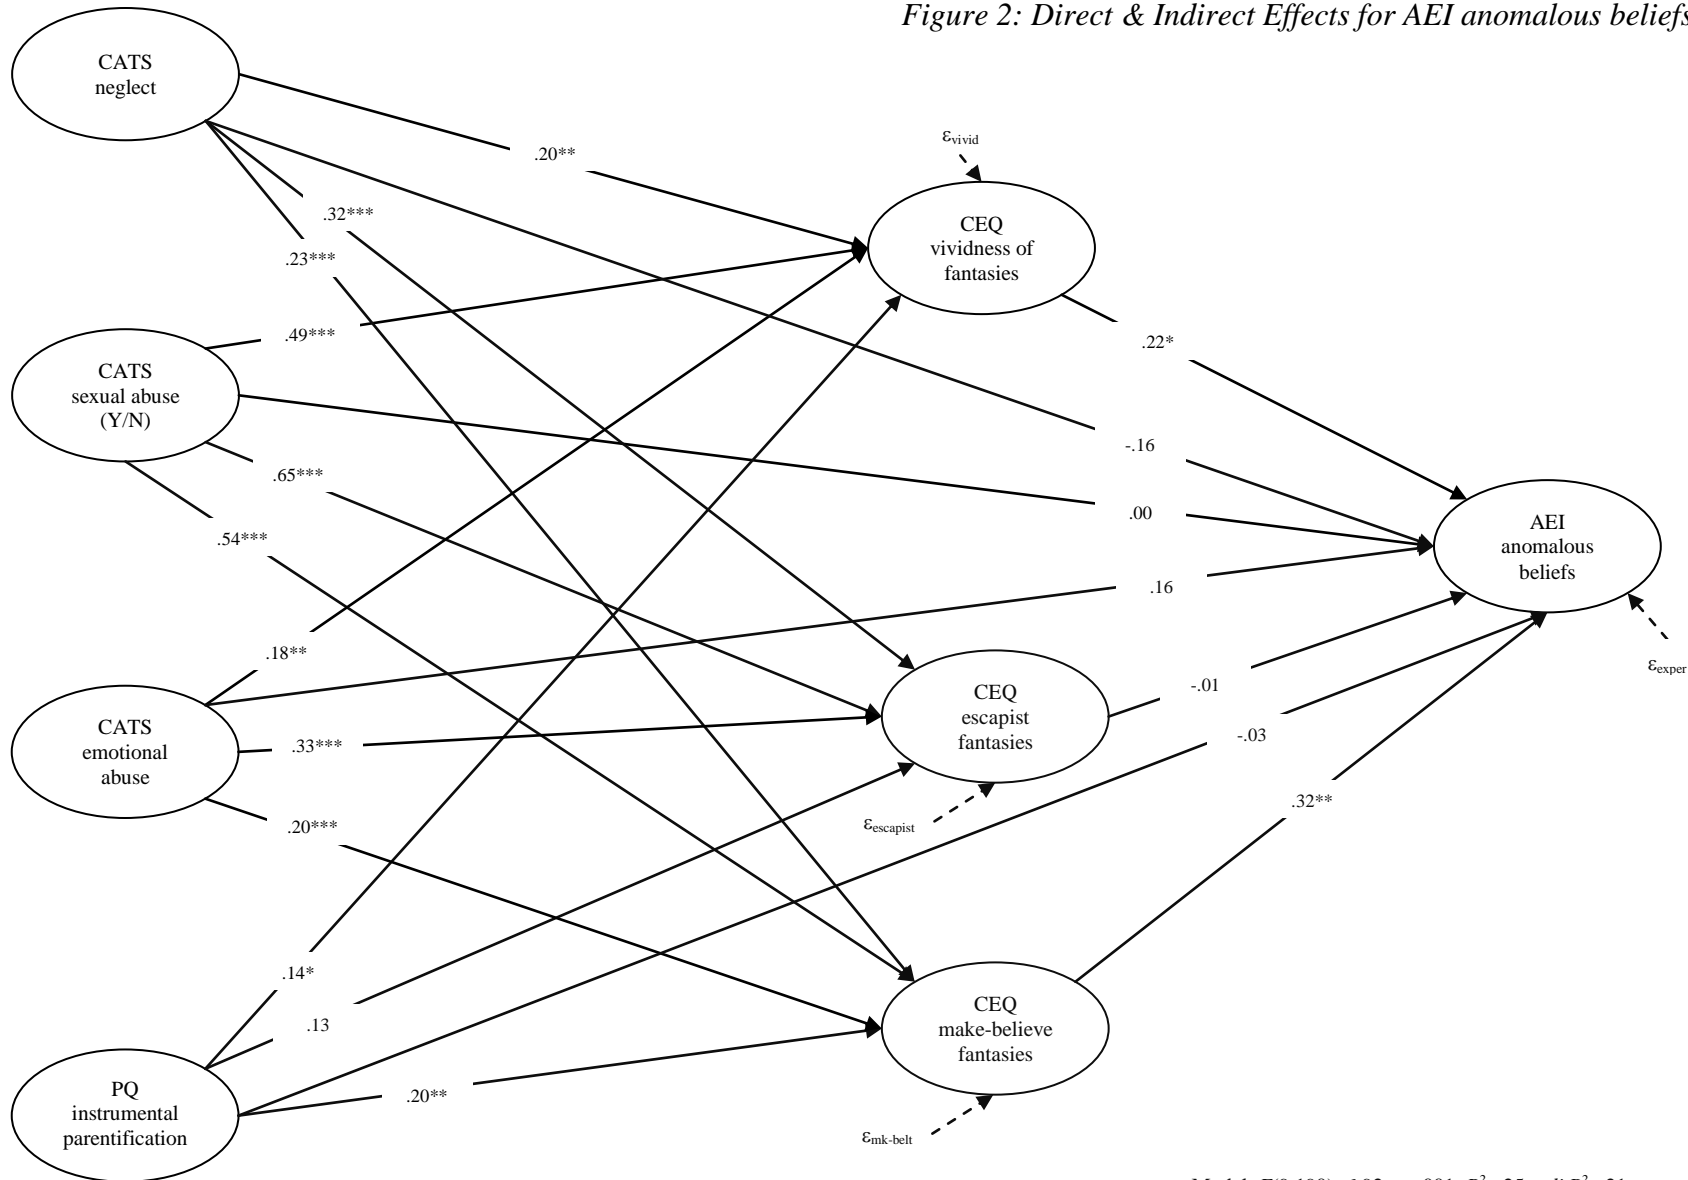 Figure 2: Direct & Indirect Effects for AEI anomalous beliefs
CATS
neglect
εvivid
.20**
CEQ
vividness of
fantasies
.32***
.23***
.49***
.22*
CATS
sexual abuse
(Y/N)
-.16
.65***
.00
.54***
AEI
anomalous
beliefs
.16
.18**
εexper
CEQ
escapist
fantasies
-.01
CATS
emotional
abuse
.33***
-.03
.32**
.20***
εescapist
.14*
.13
CEQ
make-believe
fantasies
PQ
instrumental
parentification
.20**
εmk-belt